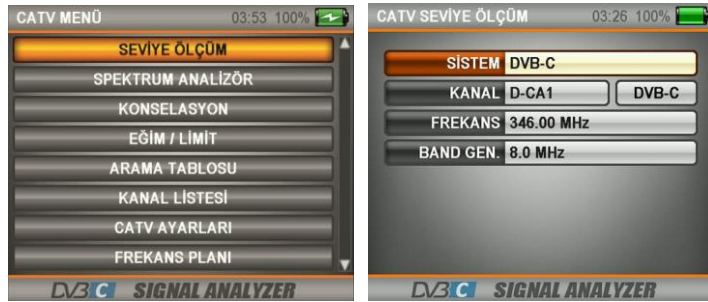 CATV MENÜ 03:53 100%
SEVİYE ÖLÇÜM
SPEKTRUM ANALİZÖR
KONSELASYON
EĞİM / LİMİT
ARAMA TABLOSU
KANAL LİSTESİ
CATV AYARLARI
FREKANS PLANI
DVB C SIGNAL ANALYZER
CATV SEVİYE ÖLÇÜM 03:26 100%
SİSTEM DVB-C
KANAL D-CA1 DVB-C
FREKANS 346.00 MHz
BAND GEN. 8.0 MHz
DVB C SIGNAL ANALYZER